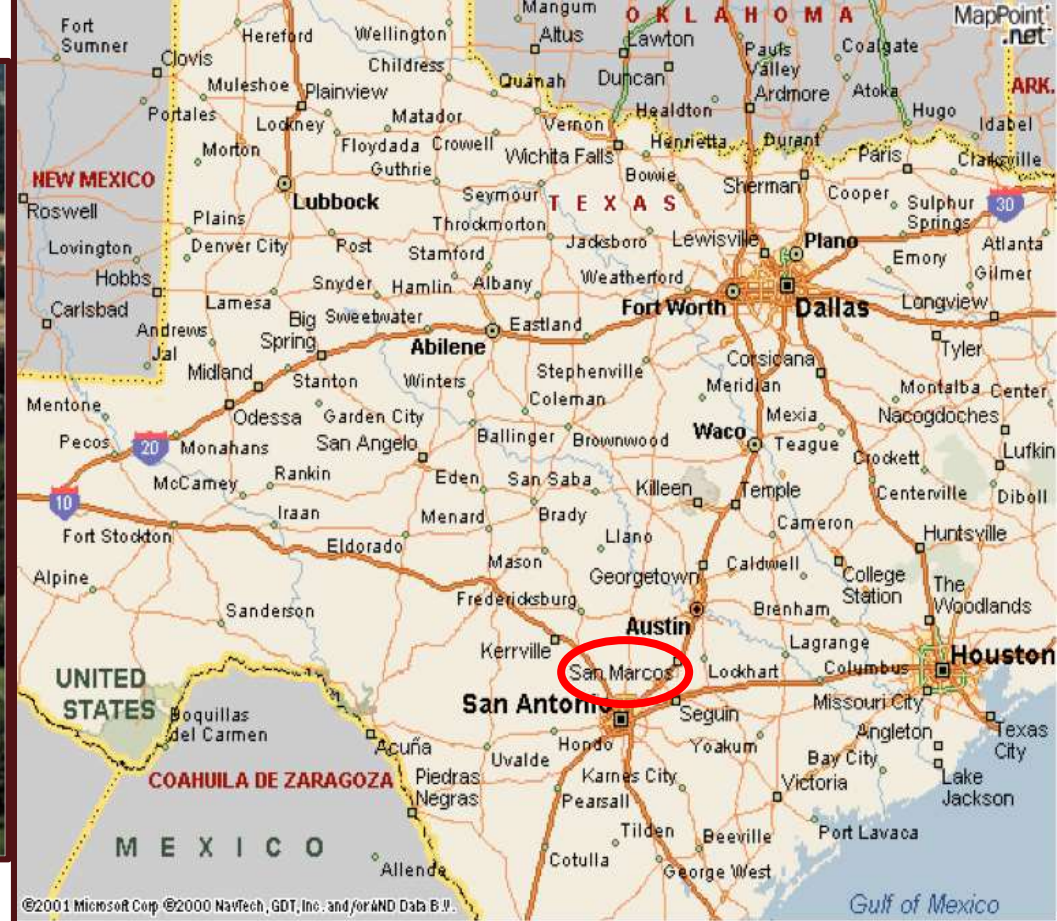 Mangum
OKLAHOMA
MapPoint
.net
Fort
Sumner
Hereford
Wellington
Altus
Lawton
Pauls
Valley
Coalgate
Clovis
Childress
Quanah
Duncan
ARK.
Muleshoe
Plainview
Ardmore
Atoka
Portales
Lockney
Matador
Vernon
Healdton
Hugo
Idabel
Morton
Floydada
Crowell
Wichita Falls
Henrietta
Durant
Paris
Clarksville
NEW MEXICO
Guthrie
Bowie
Roswell
Lubbock
Seymour
TEXAS
Sherman
Cooper
Sulphur
Springs
30
Plains
Throckmorton
Lovington
Denver City
Post
Stamford
Jacksboro
Lewisville
Plano
Atlanta
Hobbs
Snyder
Hamlin
Albany
Weatherford
Emory
Gilmer
Carlsbad
Lamesa
Big
Spring
Sweetwater
Eastland
Fort Worth
Dallas
Longview
Andrews
Jal
Abilene
Corsicana
Tyler
Midland
Stanton
Winters
Stephenville
Meridian
Montalba
Center
Mentone
Odessa
Garden City
Coleman
Mexia
Nacogdoches
Pecos
20
Monahans
San Angelo
Ballinger
Brownwood
Waco
Teague
Crockett
Lufkin
10
McCamey
Rankin
Eden
San Saba
Killeen
Temple
Centerville
Diboll
Fort Stockton
Iraan
Menard
Brady
Cameron
Huntsville
Eldorado
Llano
Alpine
Mason
Georgetown
Caldwell
College
Station
The
Woodlands
Sanderson
Fredericksburg
Austin
Brenham
Kerrville
Lagrange
Houston
UNITED
STATES
San Marcos
Lockhart
Columbus
Boquillas
del Carmen
San Antonio
Seguin
Missouri City
Acuña
Hondo
Yoakum
Angleton
Texas
City
Uvalde
Bay City
COAHUILA DE ZARAGOZA
Piedras
Negras
Karnes City
Victoria
Lake
Jackson
Pearsall
MEXICO
Tilden
Beeville
Port Lavaca
Allende
Cotulla
George West
©2001 Microsoft Corp ©2000 NavTech, GDT, Inc. and/or AND Data B.V.
Gulf of Mexico